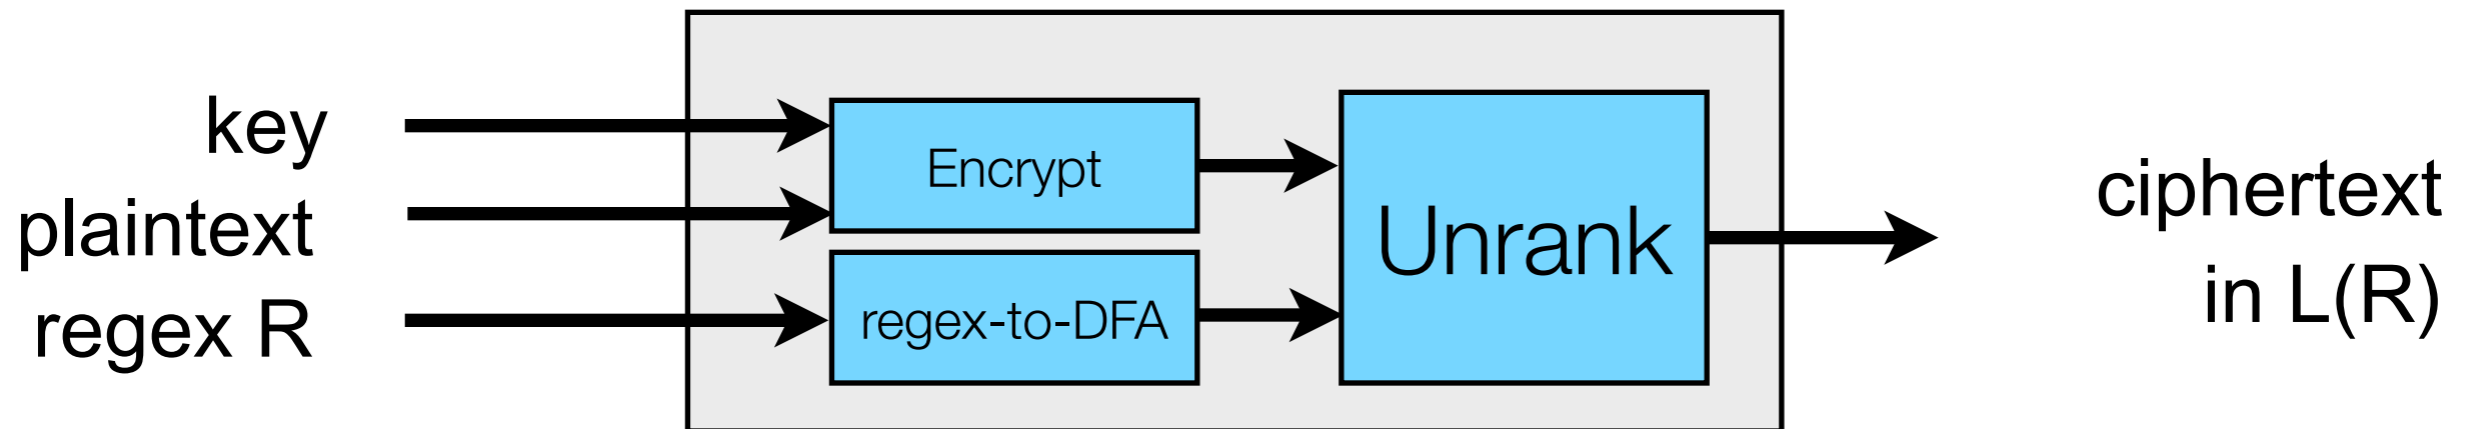 key
plaintext
regex R
Encrypt
regex-to-DFA
Unrank
ciphertext
in L(R)